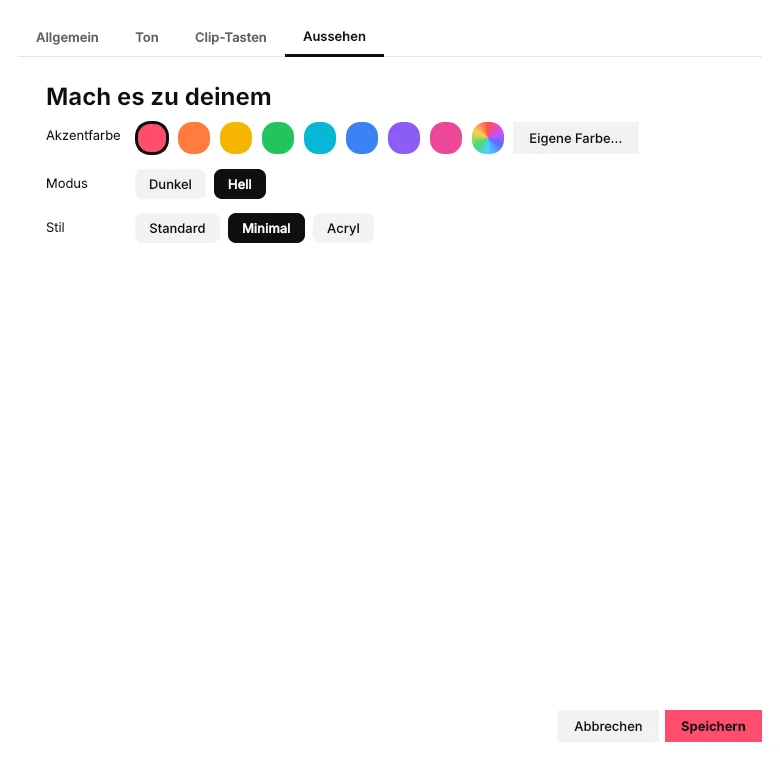 Allgemein Ton Clip-Tasten Aussehen
Mach es zu deinem
Akzentfarbe Eigene Farbe...
Modus Dunkel Hell
Stil Standard Minimal Acryl
Abbrechen Speichern